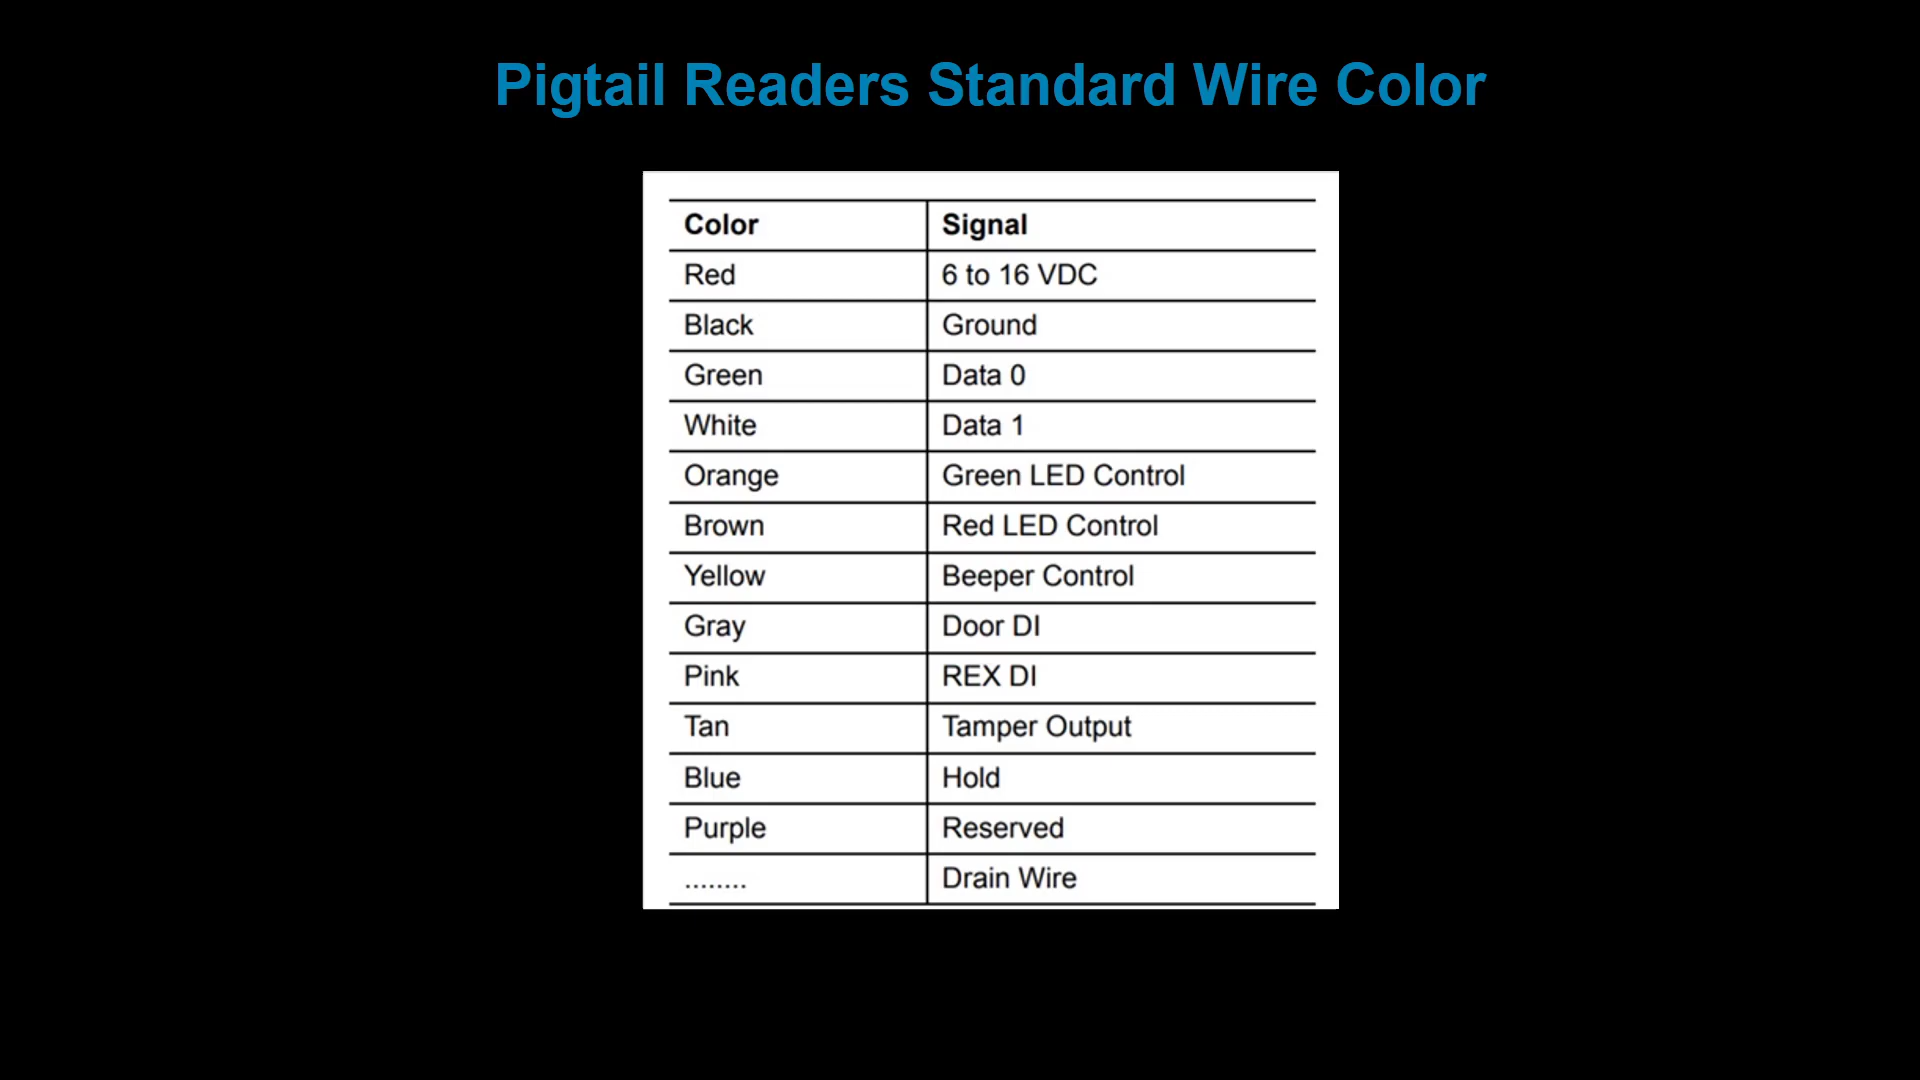 Pigtail Readers Standard Wire Color
Color Signal
Red 6 to 16 VDC
Black Ground
Green Data 0
White Data 1
Orange Green LED Control
Brown Red LED Control
Yellow Beeper Control
Gray Door DI
Pink REX DI
Tan Tamper Output
Blue Hold
Purple Reserved
........ Drain Wire